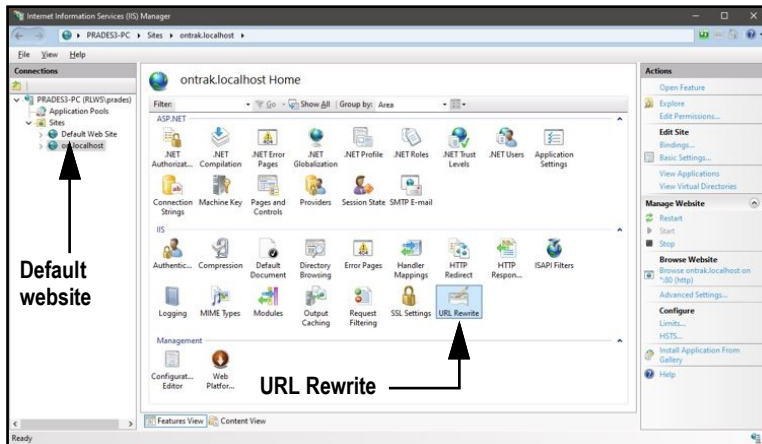 Internet Information Services (IIS) Manager
PRADES3-PC ▸ Sites ▸ ontrak.localhost ▸
File View Help
Connections
PRADES3-PC (RLWS\prades)
Application Pools
Sites
Default Web Site
localhost
Default
website
ontrak.localhost Home
Filter: Go Show All Group by: Area
ASP.NET
.NET Authorizat...
.NET Compilation
.NET Error Pages
.NET Globalization
.NET Profile
.NET Roles
.NET Trust Levels
.NET Users
Application Settings
Connection Strings
Machine Key
Pages and Controls
Providers
Session State
SMTP E-mail
IIS
Authentic...
Compression
Default Document
Directory Browsing
Error Pages
Handler Mappings
HTTP Redirect
HTTP Respon...
ISAPI Filters
Logging
MIME Types
Modules
Output Caching
Request Filtering
SSL Settings
URL Rewrite
Management
Configurat... Editor
Web Platfor...
URL Rewrite
Features View Content View
Actions
Open Feature
Explore
Edit Permissions...
Edit Site
Bindings...
Basic Settings...
View Applications
View Virtual Directories
Manage Website
Restart
Start
Stop
Browse Website
Browse ontrak.localhost on
*:80 (http)
Advanced Settings...
Configure
Limits...
HSTS...
Install Application From
Gallery
Help
Ready